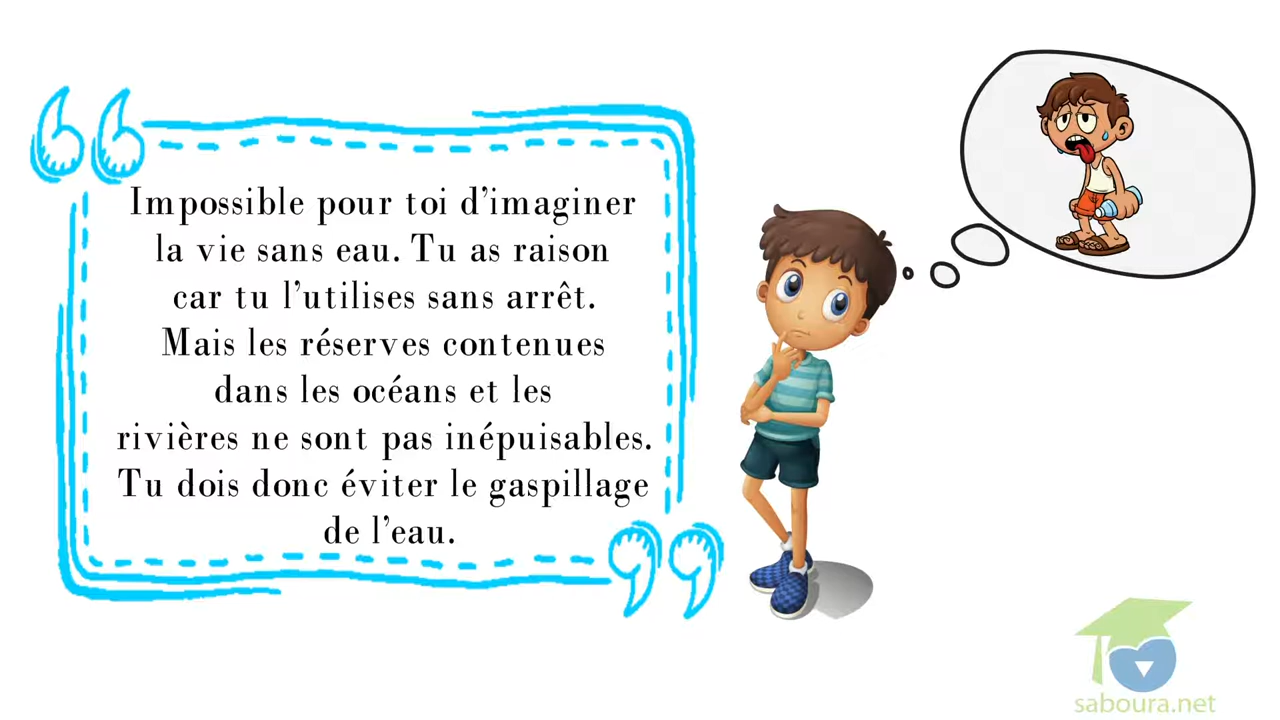 Impossible pour toi d’imaginer
la vie sans eau. Tu as raison
car tu l’utilises sans arrêt.
Mais les réserves contenues
dans les océans et les
rivières ne sont pas inépuisables.
Tu dois donc éviter le gaspillage
de l’eau.
saboura.net